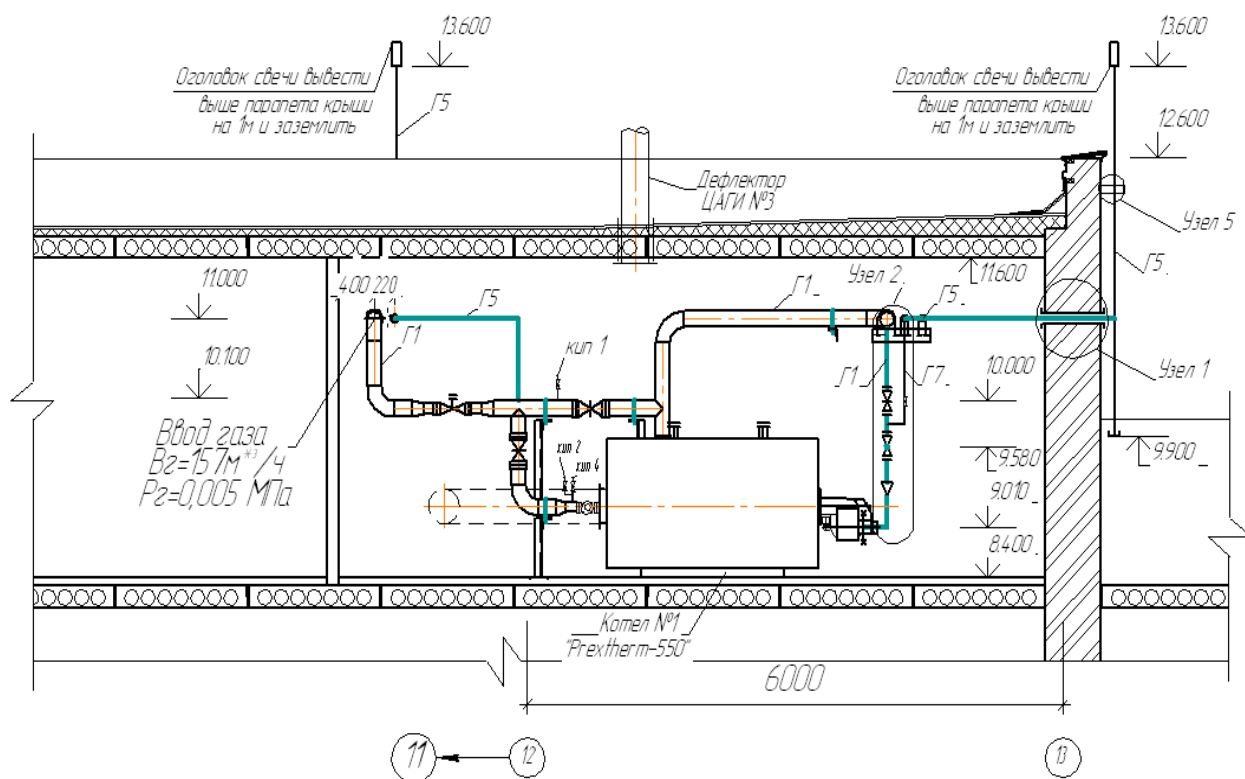 13.600
Оголовок свечи вывести
выше парапета крыши
на 1м и заземлить
Г5
13.600
Оголовок свечи вывести
выше парапета крыши
на 1м и заземлить
12.600
Дефлектор
ЦАГИ №3
Узел 5
Г5
11.000
400 220
Г5
Г1
Узел 2
Г5
11.600
Г1
10.100
кип 1
Г1
Г7
10.000
Узел 1
Ввод газа
Вг=157м*³/ч
Рг=0,005 МПа
кип 2
кип 4
9.580
9.900
9.010
8.400
Котел №1
"Prextherm-550"
6000
11
12
13